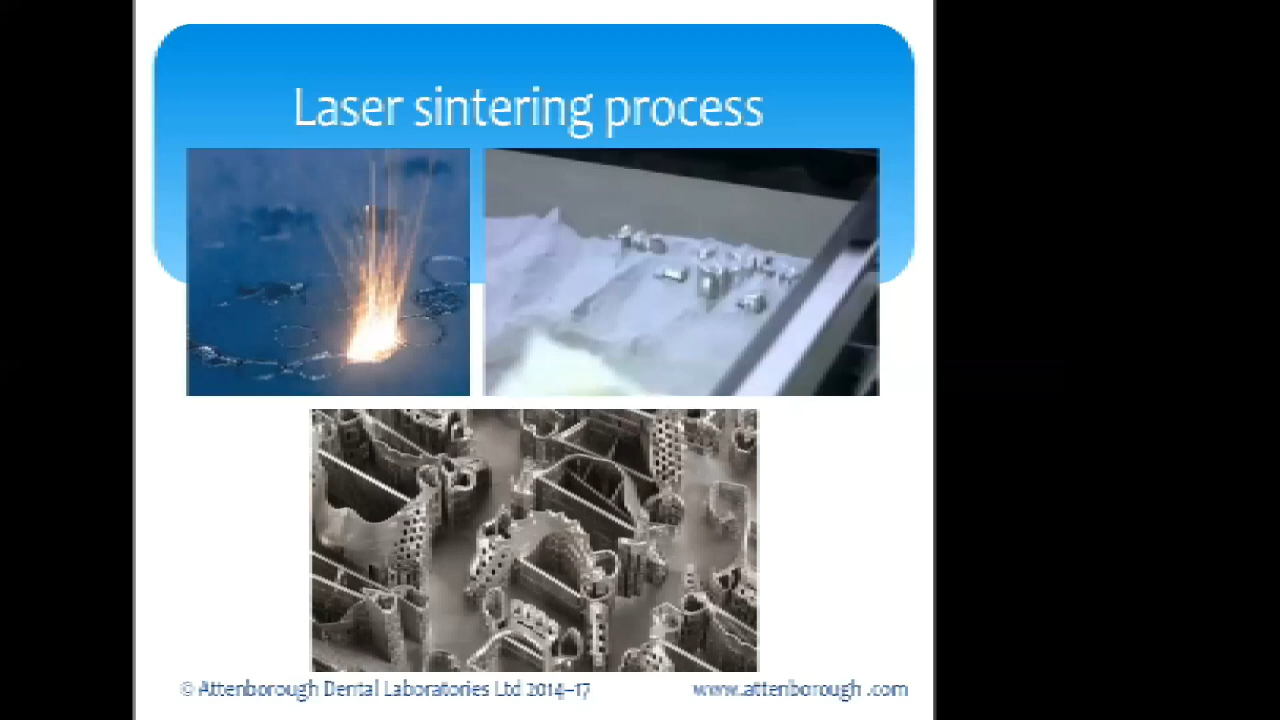 Laser sintering process
© Attenborough Dental Laboratories Ltd 2014-17
www.attenborough .com